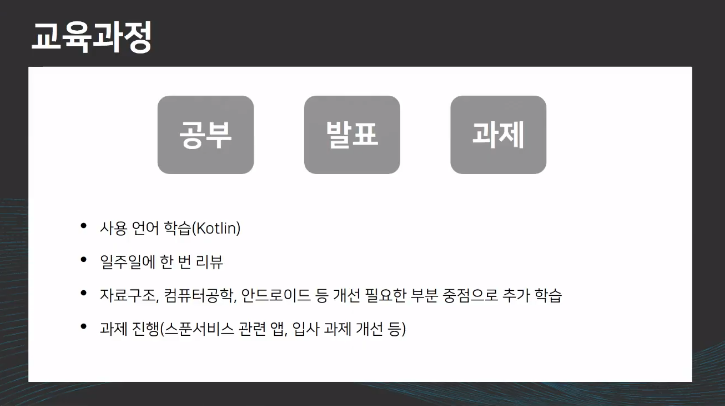 교육과정
공부 발표 과제
• 사용 언어 학습(Kotlin)
• 일주일에 한 번 리뷰
• 자료구조, 컴퓨터공학, 안드로이드 등 개선 필요한 부분 중점으로 추가 학습
• 과제 진행(스푼서비스 관련 앱, 입사 과제 개선 등)